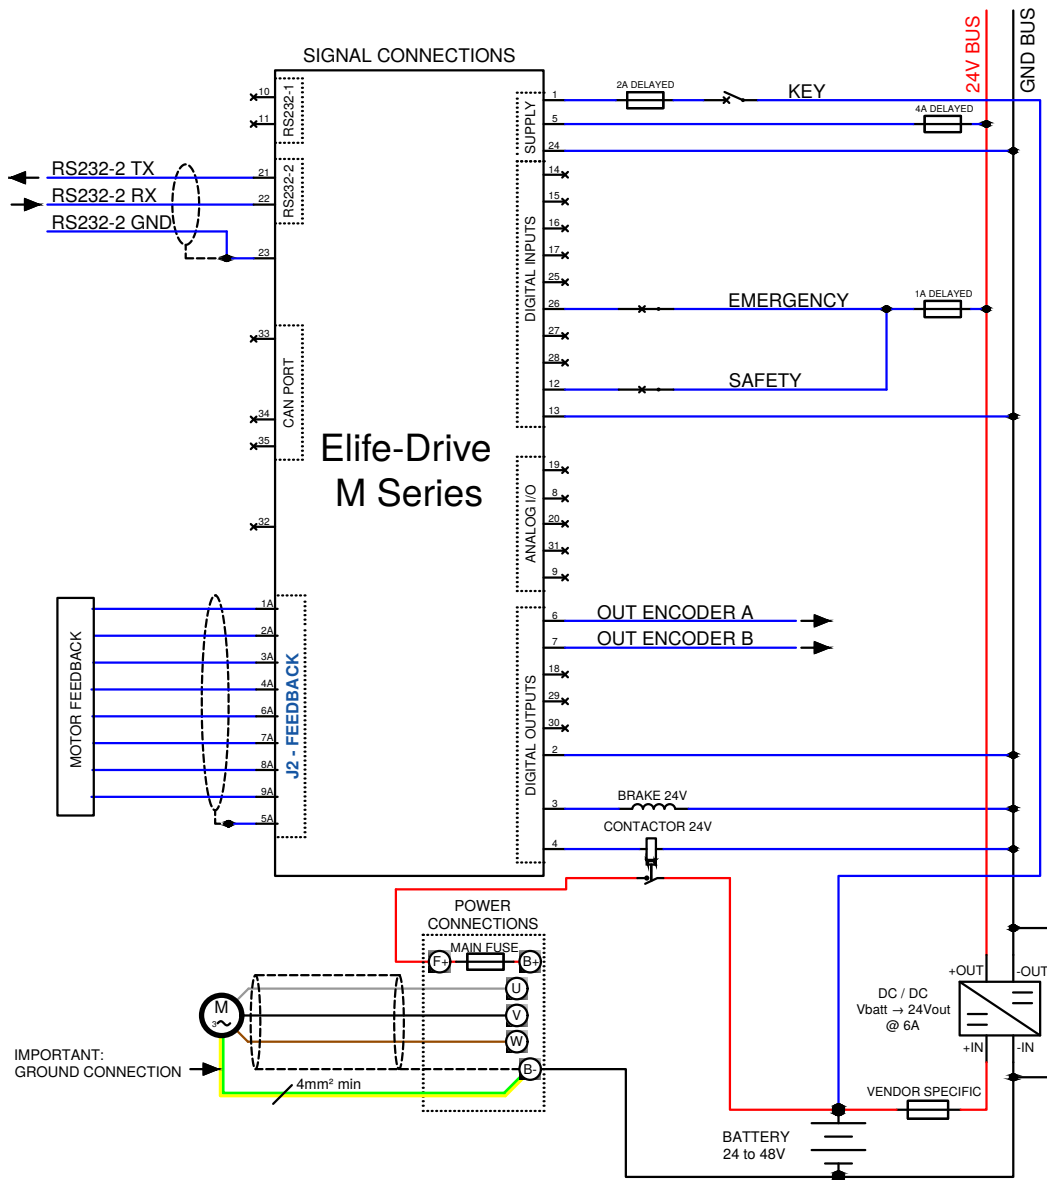 SIGNAL CONNECTIONS
24V BUS
GND BUS
10
11
RS232-1
RS232-2 TX
RS232-2 RX
RS232-2 GND
21
22
23
RS232-2
33
34
35
CAN PORT
32
Elife-Drive
M Series
MOTOR FEEDBACK
1A
2A
3A
4A
6A
7A
8A
9A
5A
J2 - FEEDBACK
SUPPLY
1
5
24
2A DELAYED
KEY
4A DELAYED
DIGITAL INPUTS
14
15
16
17
25
26
27
28
12
13
EMERGENCY
1A DELAYED
SAFETY
ANALOG I/O
19
8
20
31
9
DIGITAL OUTPUTS
6
7
18
29
30
2
3
4
OUT ENCODER A
OUT ENCODER B
BRAKE 24V
CONTACTOR 24V
POWER
CONNECTIONS
MAIN FUSE
F+
B+
U
V
W
B-
M
3
IMPORTANT:
GROUND CONNECTION
4mm² min
+OUT
-OUT
DC / DC
Vbatt → 24Vout
@ 6A
+IN
-IN
VENDOR SPECIFIC
BATTERY
24 to 48V